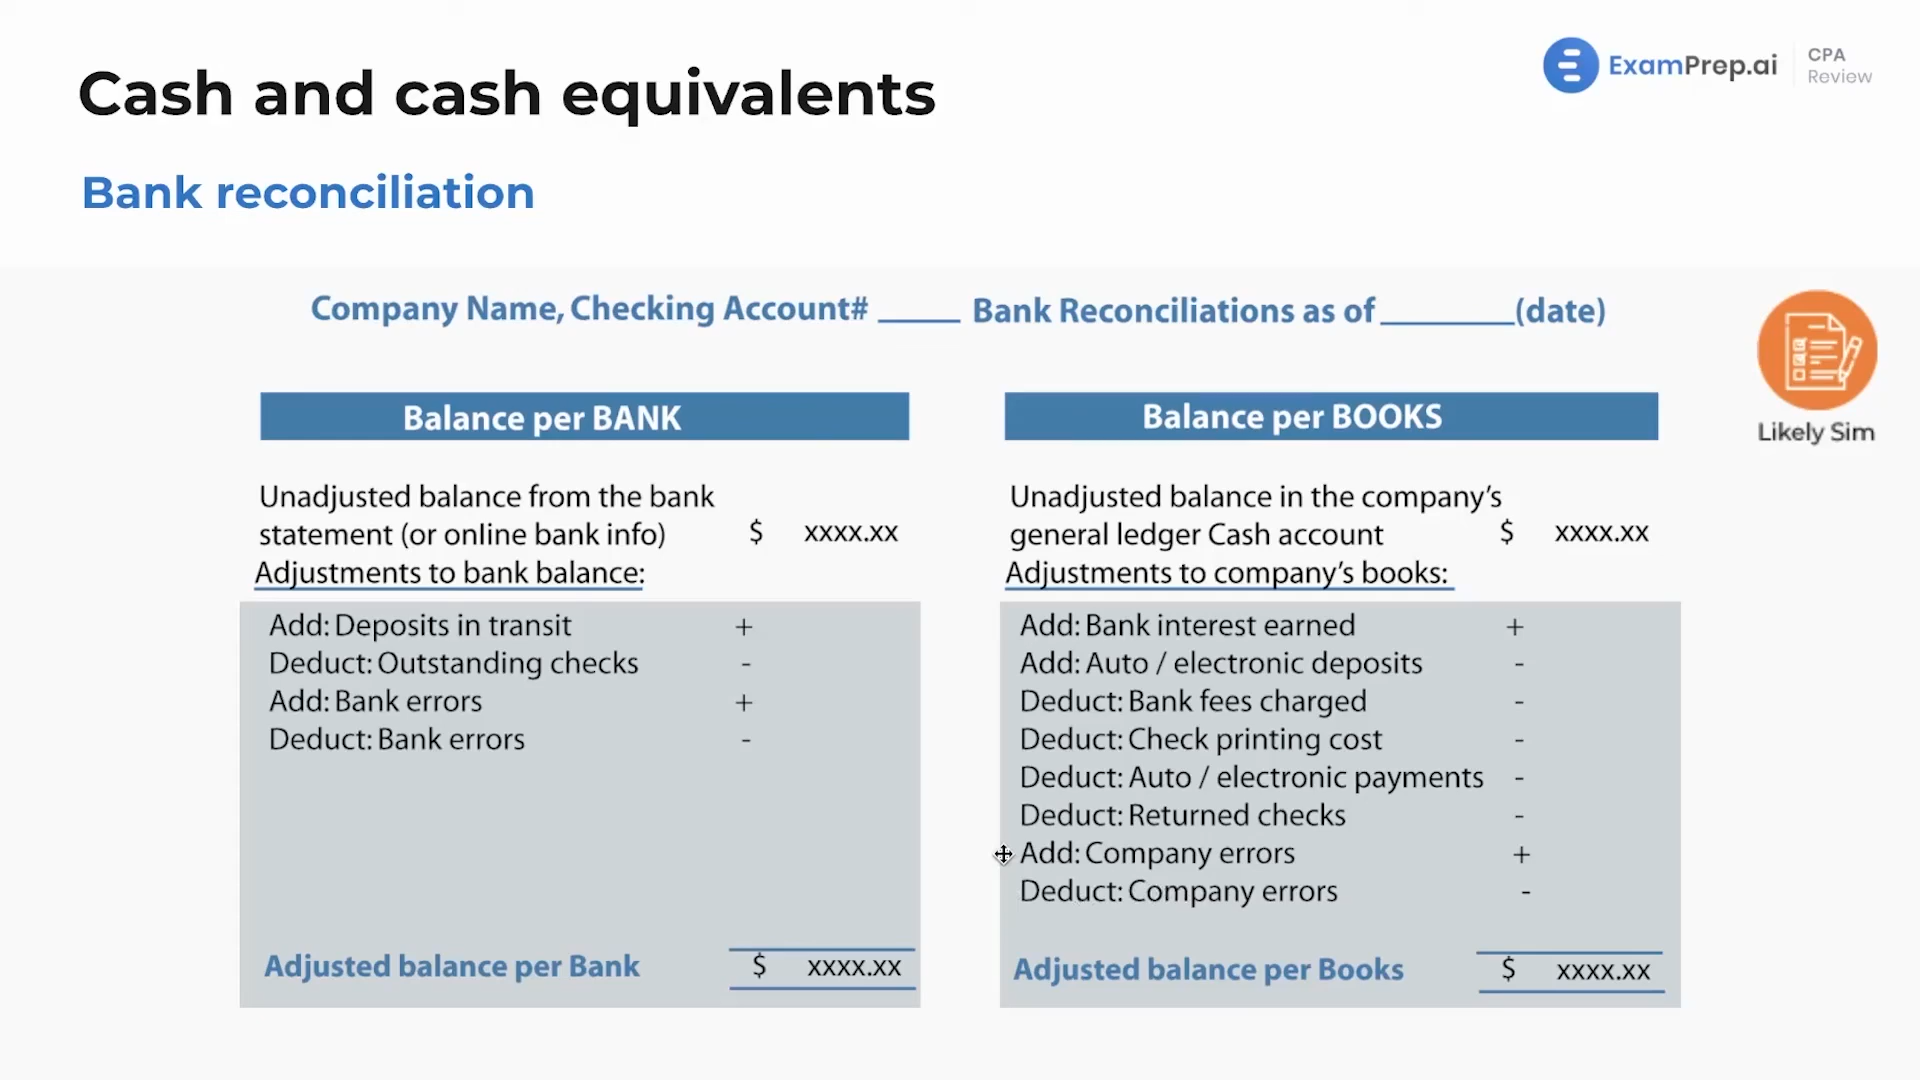 Cash and cash equivalents
ExamPrep.ai
CPA
Review
Bank reconciliation
Company Name, Checking Account# _____ Bank Reconciliations as of ________(date)
Likely Sim
Balance per BANK
Unadjusted balance from the bank
statement (or online bank info) $ xxxx.xx
Adjustments to bank balance:
Add: Deposits in transit +
Deduct: Outstanding checks -
Add: Bank errors +
Deduct: Bank errors -
Adjusted balance per Bank $ xxxx.xx
Balance per BOOKS
Unadjusted balance in the company’s
general ledger Cash account $ xxxx.xx
Adjustments to company’s books:
Add: Bank interest earned +
Add: Auto / electronic deposits -
Deduct: Bank fees charged -
Deduct: Check printing cost -
Deduct: Auto / electronic payments -
Deduct: Returned checks -
Add: Company errors +
Deduct: Company errors -
Adjusted balance per Books $ xxxx.xx